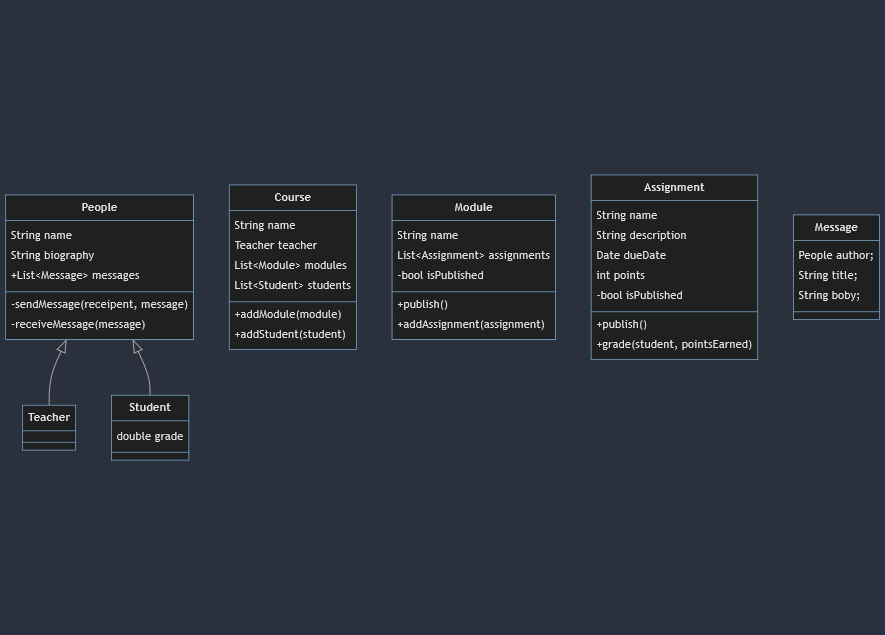 People
String name
String biography
+List<Message> messages
-sendMessage(receipent, message)
-receiveMessage(message)
Teacher
Student
double grade
Course
String name
Teacher teacher
List<Module> modules
List<Student> students
+addModule(module)
+addStudent(student)
Module
String name
List<Assignment> assignments
-bool isPublished
+publish()
+addAssignment(assignment)
Assignment
String name
String description
Date dueDate
int points
-bool isPublished
+publish()
+grade(student, pointsEarned)
Message
People author;
String title;
String boby;